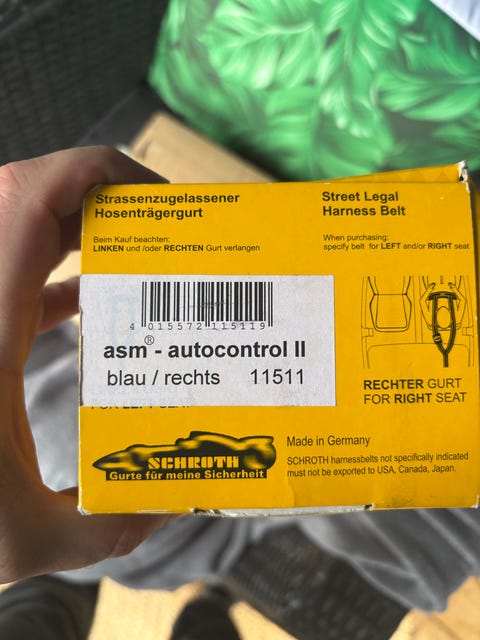 Strassenzugelassener
Hosenträgergurt
Beim Kauf beachten:
LINKEN und /oder RECHTEN Gurt verlangen
Street Legal
Harness Belt
When purchasing:
specify belt for LEFT and/or RIGHT seat
4 015572 115119
asm® - autocontrol II
blau / rechts 11511
FOR LEFT SEAT
RECHTER GURT
FOR RIGHT SEAT
SCHROTH
Gurte für meine Sicherheit
Made in Germany
SCHROTH harnessbelts not specifically indicated
must not be exported to USA, Canada, Japan.